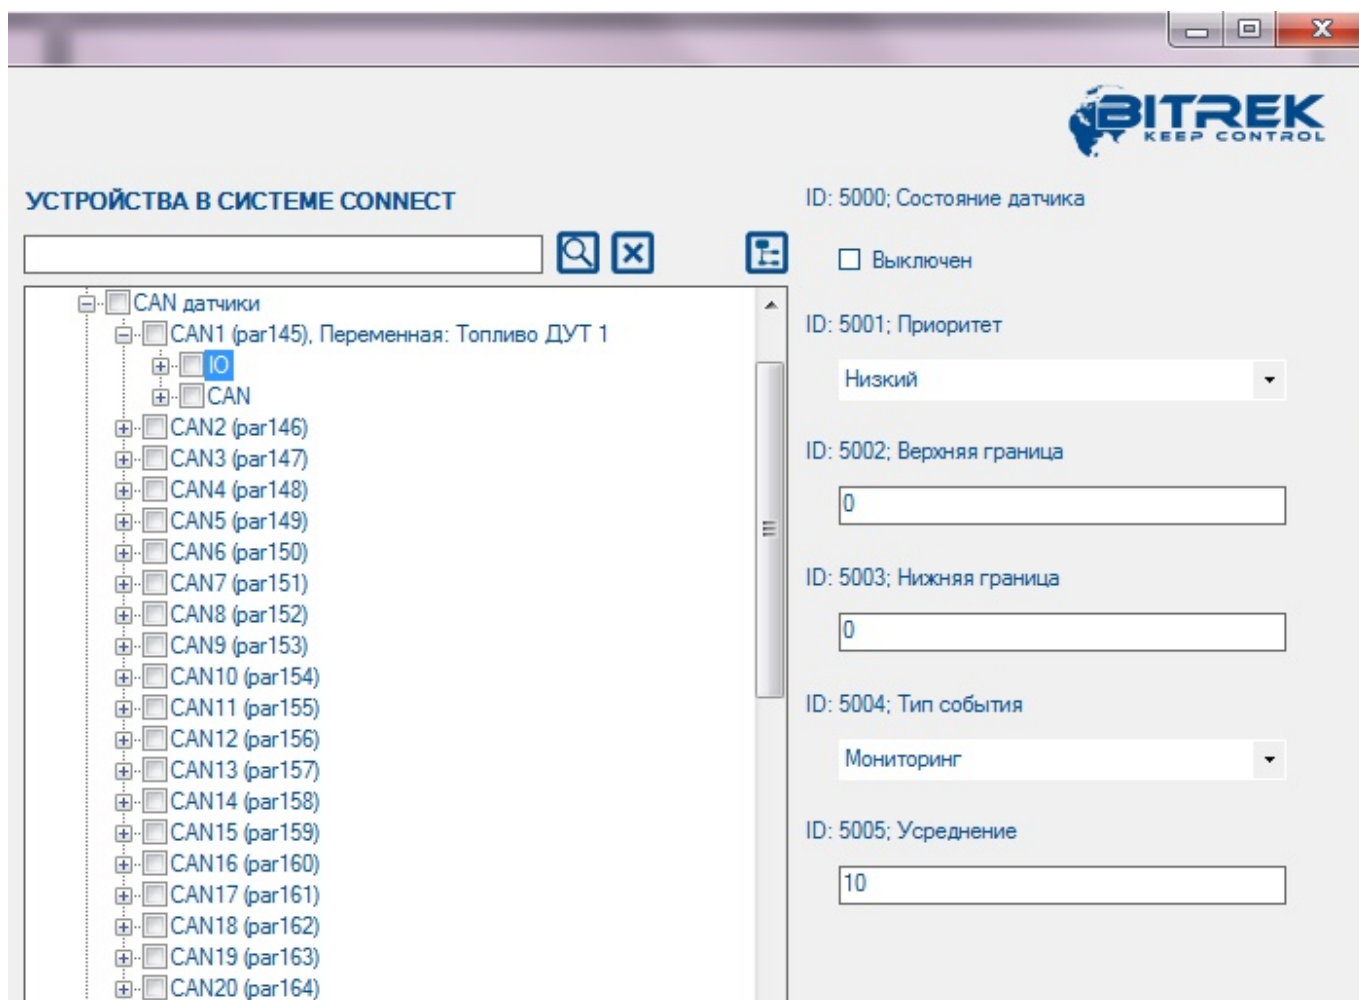 BITREK
KEEP CONTROL
УСТРОЙСТВА В СИСТЕМЕ CONNECT
CAN датчики
CAN1 (par145), Переменная: Топливо ДУТ 1
IO
CAN
CAN2 (par146)
CAN3 (par147)
CAN4 (par148)
CAN5 (par149)
CAN6 (par150)
CAN7 (par151)
CAN8 (par152)
CAN9 (par153)
CAN10 (par154)
CAN11 (par155)
CAN12 (par156)
CAN13 (par157)
CAN14 (par158)
CAN15 (par159)
CAN16 (par160)
CAN17 (par161)
CAN18 (par162)
CAN19 (par163)
CAN20 (par164)
ID: 5000; Состояние датчика
Выключен
ID: 5001; Приоритет
Низкий
ID: 5002; Верхняя граница
0
ID: 5003; Нижняя граница
0
ID: 5004; Тип события
Мониторинг
ID: 5005; Усреднение
10